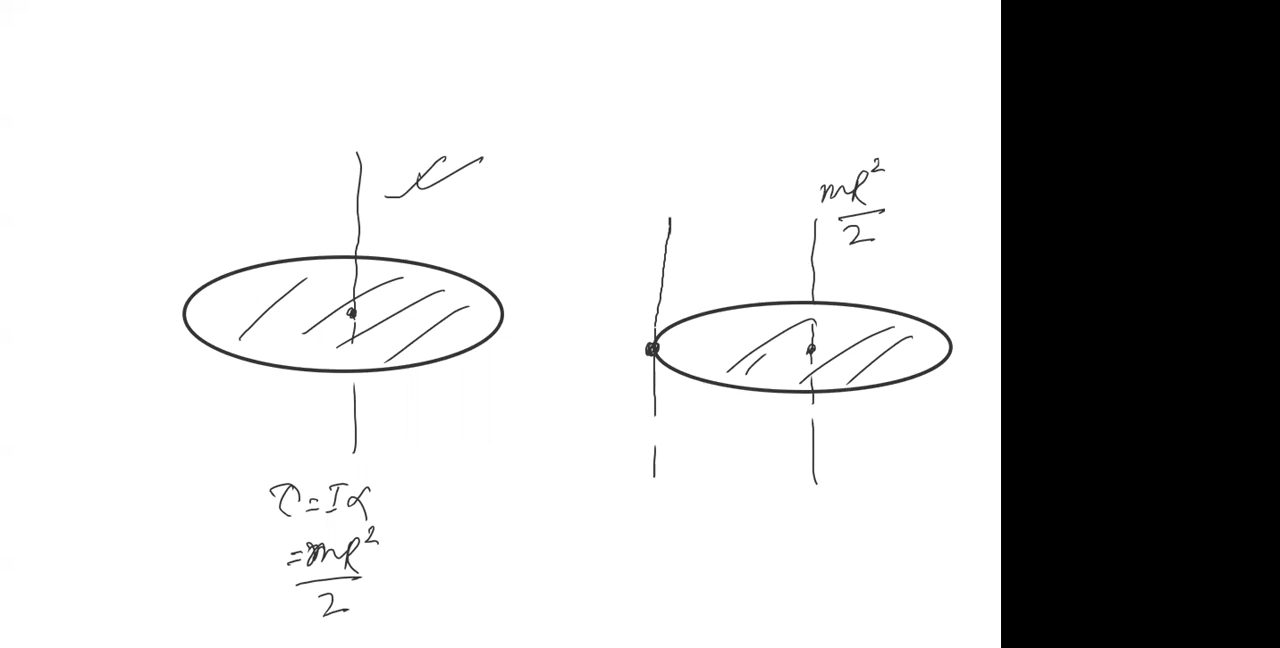 τ = Iα
= mR²
/2
mR²
/2